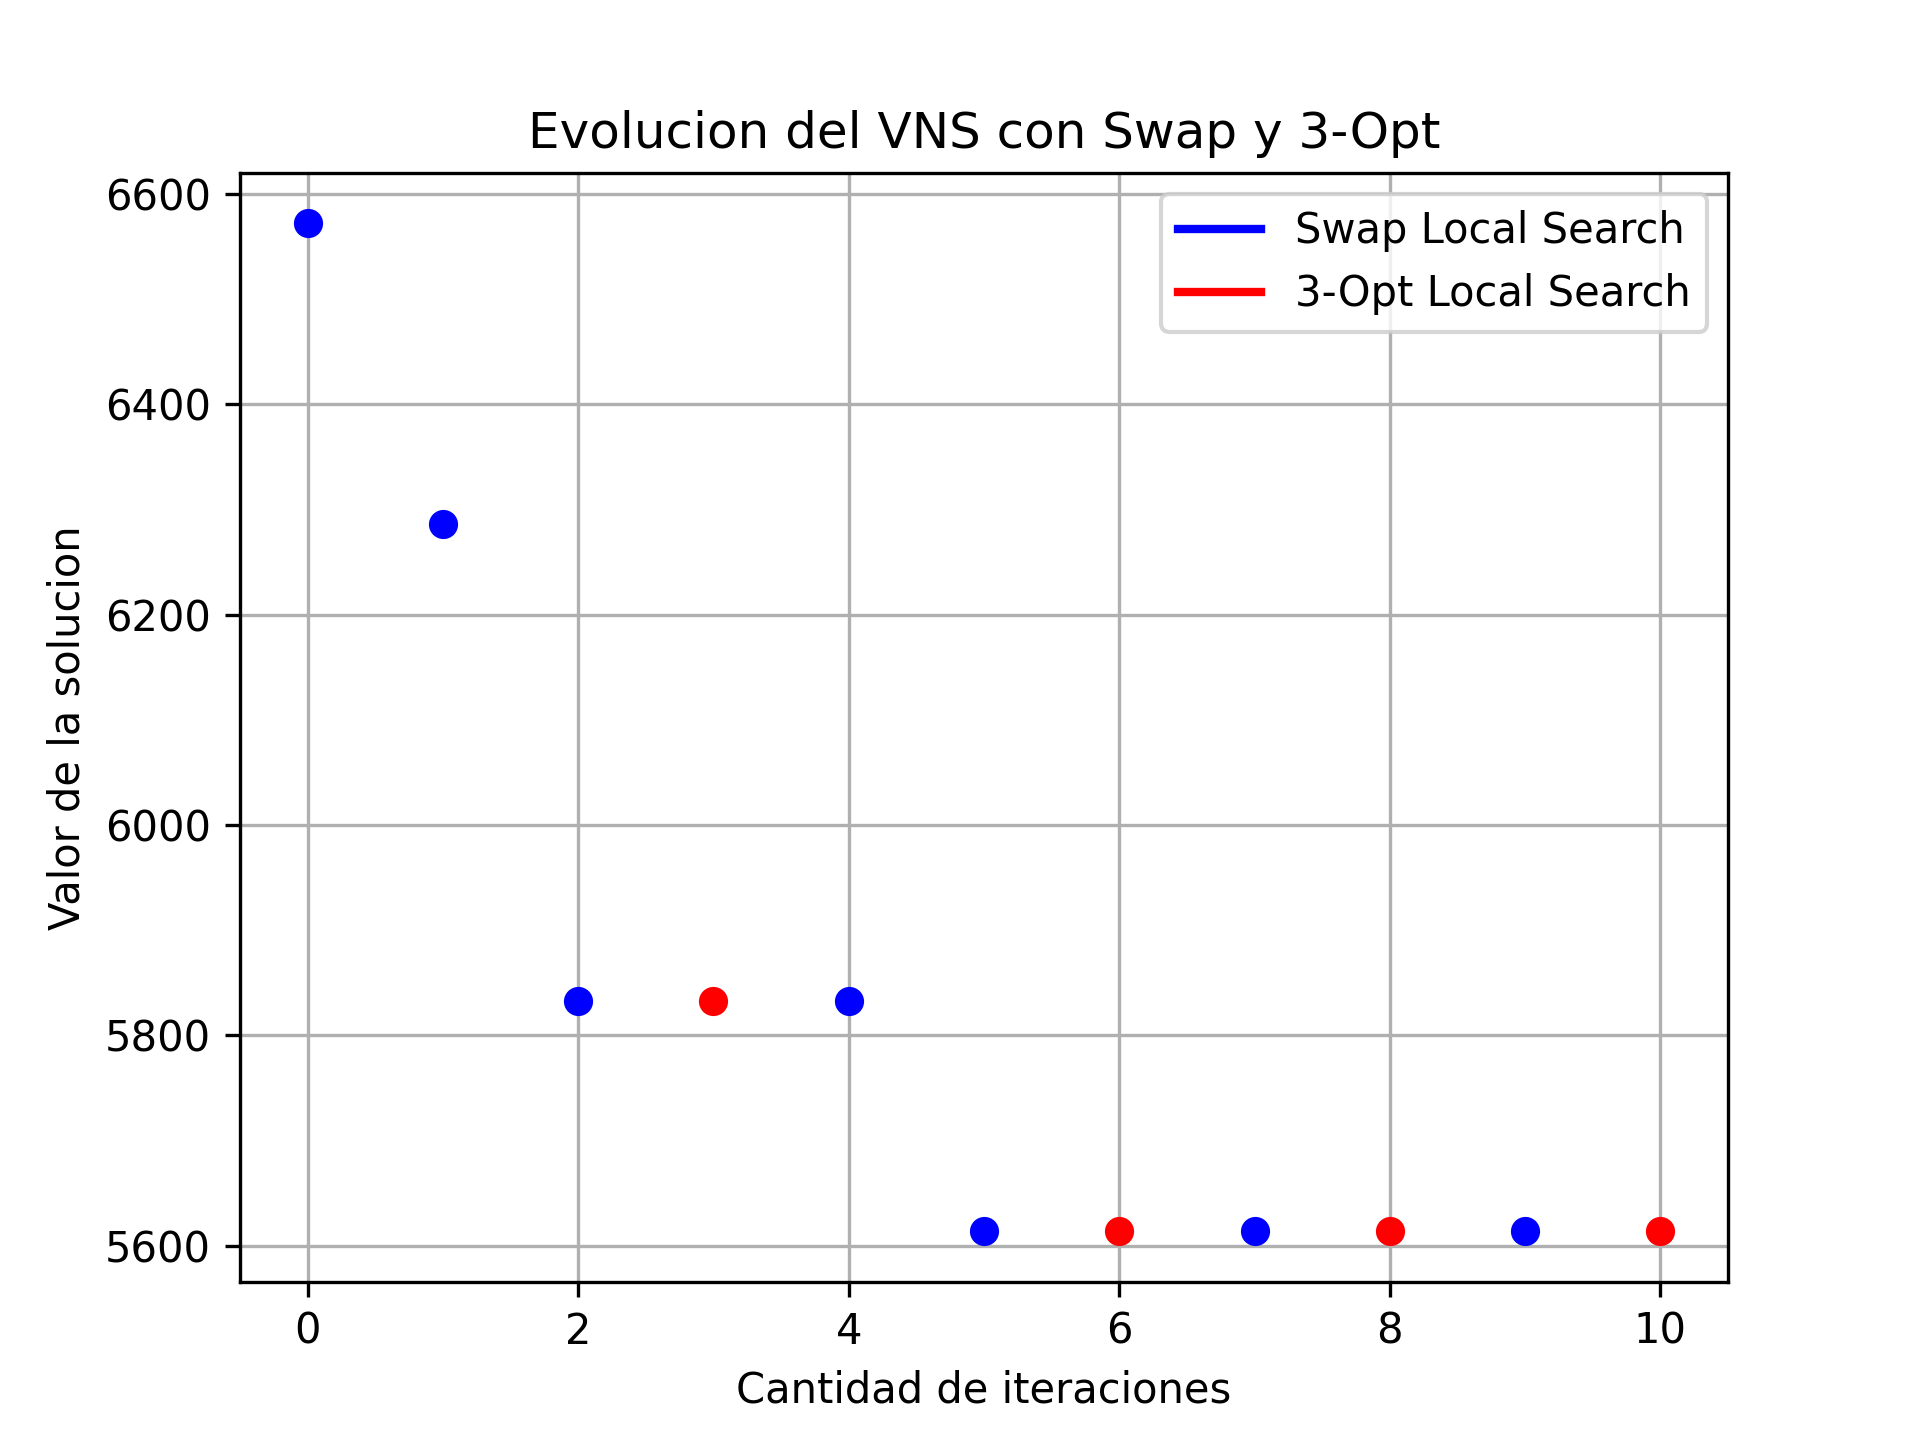 Evolucion del VNS con Swap y 3-Opt
Swap Local Search
3-Opt Local Search
Valor de la solucion
6600
6400
6200
6000
5800
5600
0 2 4 6 8 10
Cantidad de iteraciones